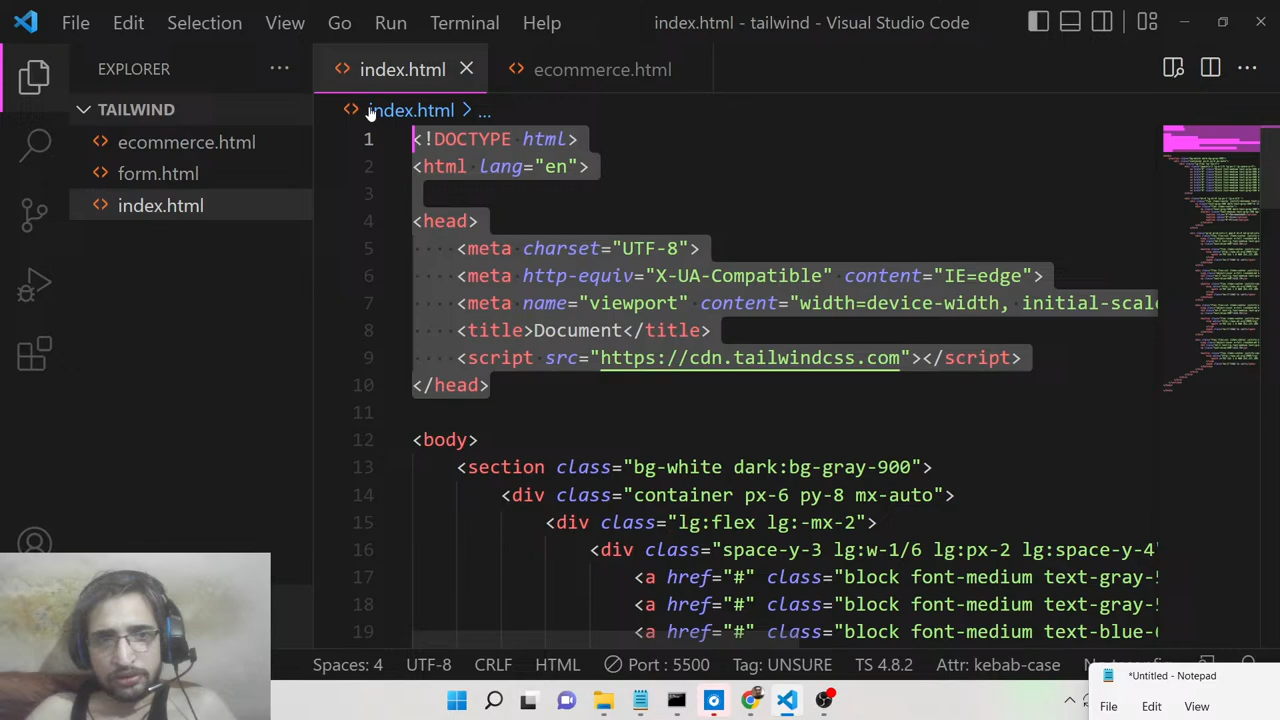 File Edit Selection View Go Run Terminal Help index.html - tailwind - Visual Studio Code
EXPLORER
index.html
ecommerce.html
TAILWIND
ecommerce.html
form.html
index.html
index.html > ...
1 <!DOCTYPE html>
2 <html lang="en">
3
4 <head>
5 <meta charset="UTF-8">
6 <meta http-equiv="X-UA-Compatible" content="IE=edge">
7 <meta name="viewport" content="width=device-width, initial-scale
8 <title>Document</title>
9 <script src="https://cdn.tailwindcss.com"></script>
10 </head>
11
12 <body>
13 <section class="bg-white dark:bg-gray-900">
14 <div class="container px-6 py-8 mx-auto">
15 <div class="lg:flex lg:-mx-2">
16 <div class="space-y-3 lg:w-1/6 lg:px-2 lg:space-y-4"
17 <a href="#" class="block font-medium text-gray-
18 <a href="#" class="block font-medium text-gray-
19 <a href="#" class="block font-medium text-blue-
Spaces: 4 UTF-8 CRLF HTML Port : 5500 Tag: UNSURE TS 4.8.2 Attr: kebab-case
*Untitled - Notepad
File Edit View